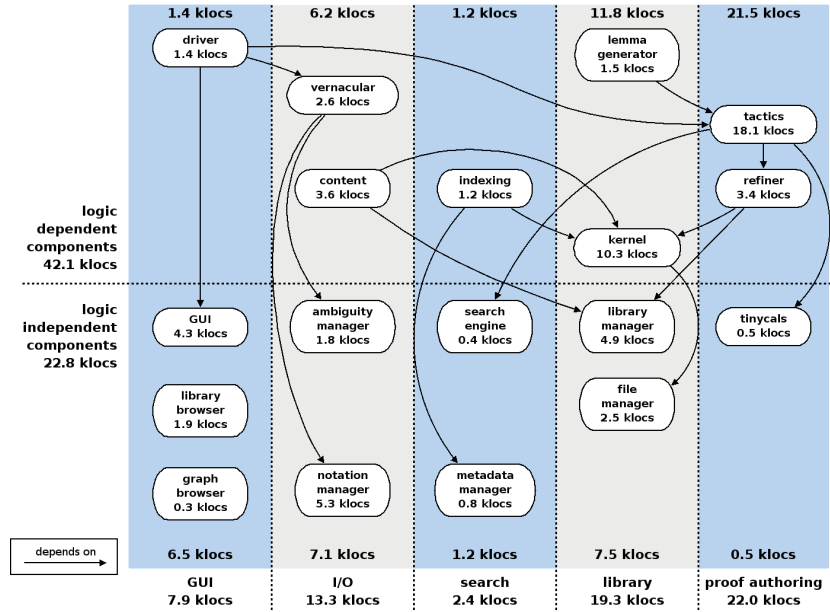 1.4 klocs
6.2 klocs
1.2 klocs
11.8 klocs
21.5 klocs
driver
1.4 klocs
lemma
generator
1.5 klocs
vernacular
2.6 klocs
tactics
18.1 klocs
content
3.6 klocs
indexing
1.2 klocs
refiner
3.4 klocs
kernel
10.3 klocs
logic
dependent
components
42.1 klocs
logic
independent
components
22.8 klocs
GUI
4.3 klocs
ambiguity
manager
1.8 klocs
search
engine
0.4 klocs
library
manager
4.9 klocs
tinycals
0.5 klocs
library
browser
1.9 klocs
file
manager
2.5 klocs
graph
browser
0.3 klocs
notation
manager
5.3 klocs
metadata
manager
0.8 klocs
depends on
6.5 klocs
7.1 klocs
1.2 klocs
7.5 klocs
0.5 klocs
GUI
7.9 klocs
I/O
13.3 klocs
search
2.4 klocs
library
19.3 klocs
proof authoring
22.0 klocs